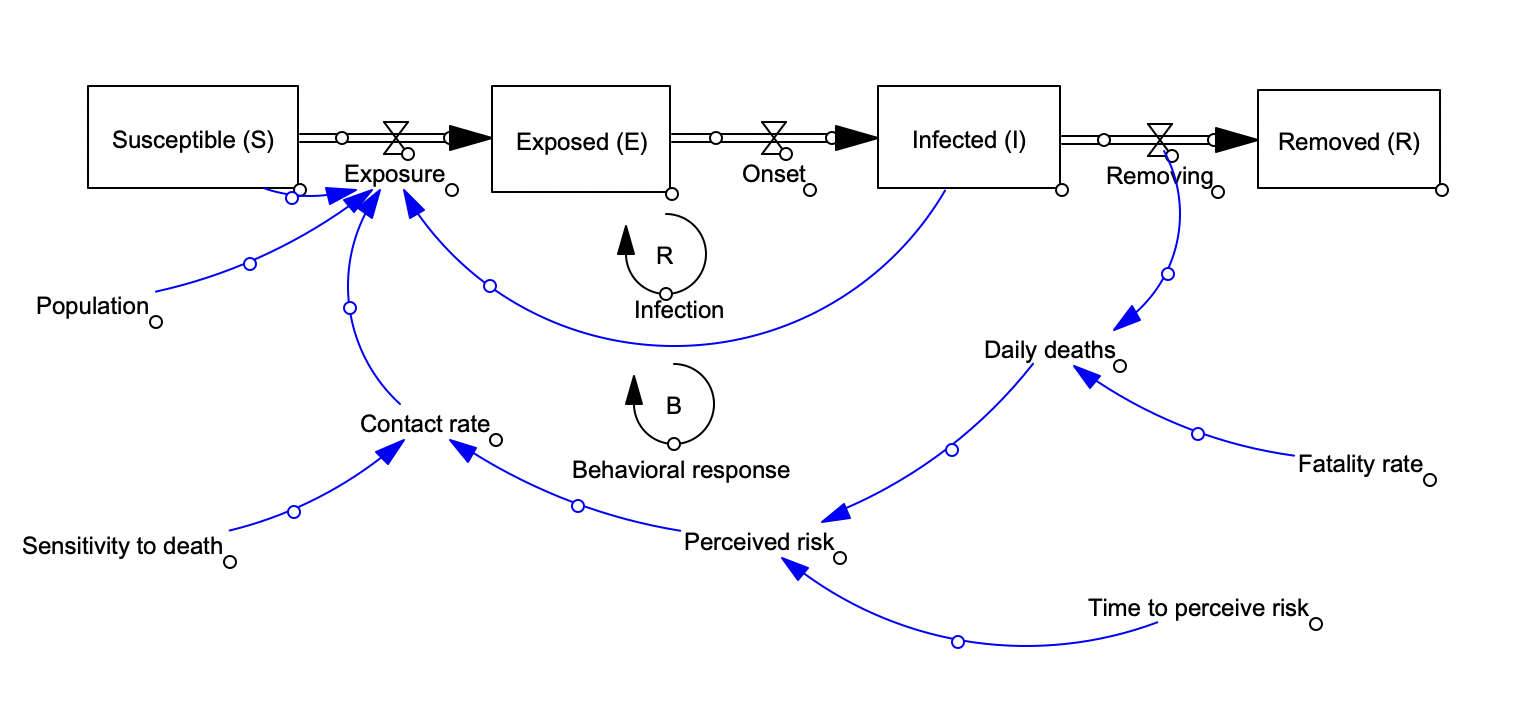 Susceptible (S)
Exposed (E)
Infected (I)
Removed (R)
Exposure
Onset
Removing
R
Infection
Population
Daily deaths
B
Contact rate
Behavioral response
Fatality rate
Sensitivity to death
Perceived risk
Time to perceive risk